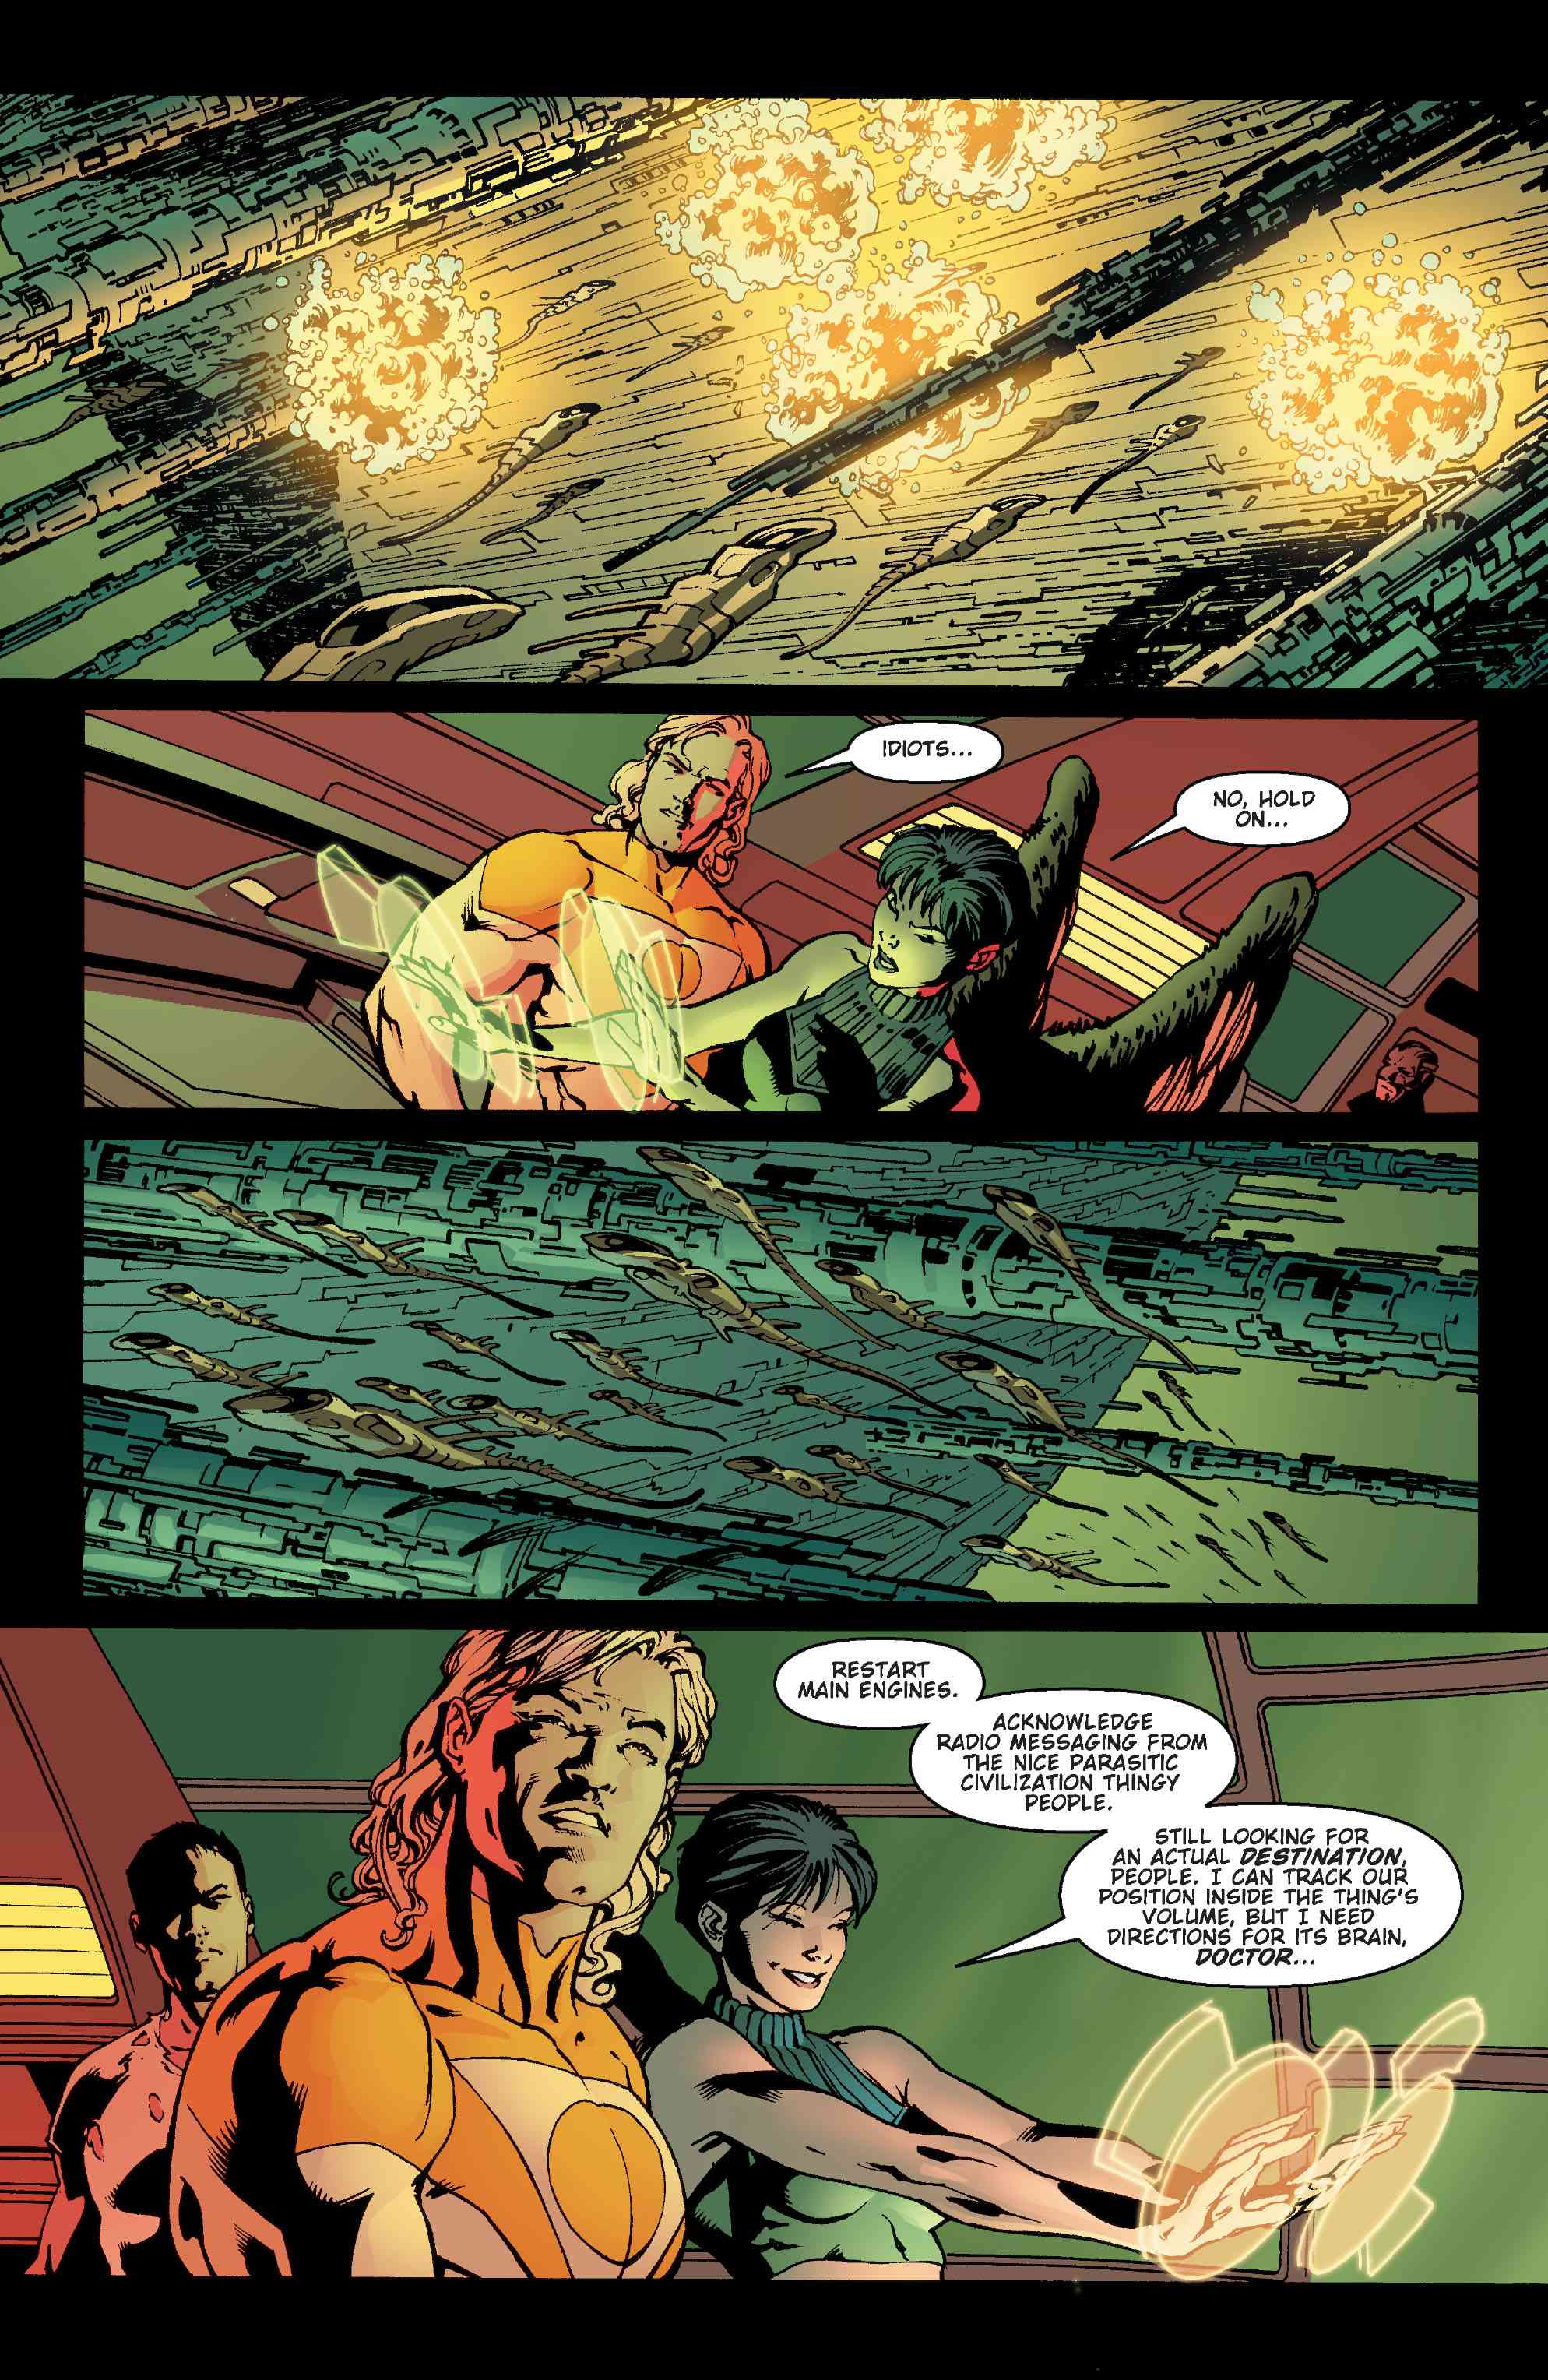 IDIOTS...
NO, HOLD
ON...
RESTART
MAIN ENGINES.
ACKNOWLEDGE
RADIO MESSAGING FROM
THE NICE PARASITIC
CIVILIZATION THINGY
PEOPLE.
STILL LOOKING FOR
AN ACTUAL DESTINATION,
PEOPLE. I CAN TRACK OUR
POSITION INSIDE THE THING'S
VOLUME, BUT I NEED
DIRECTIONS FOR ITS BRAIN,
DOCTOR...